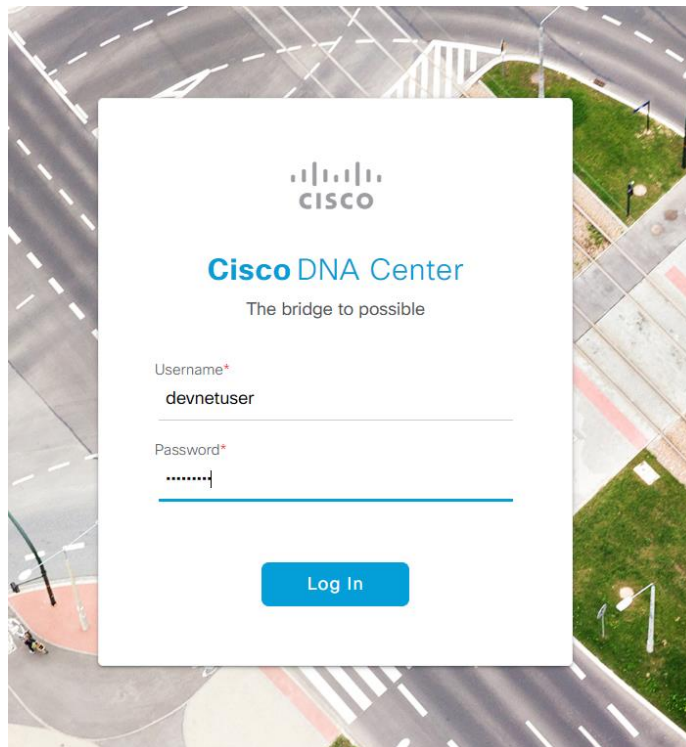 CISCO
Cisco DNA Center
The bridge to possible
Username*
devnetuser
Password*
Log In